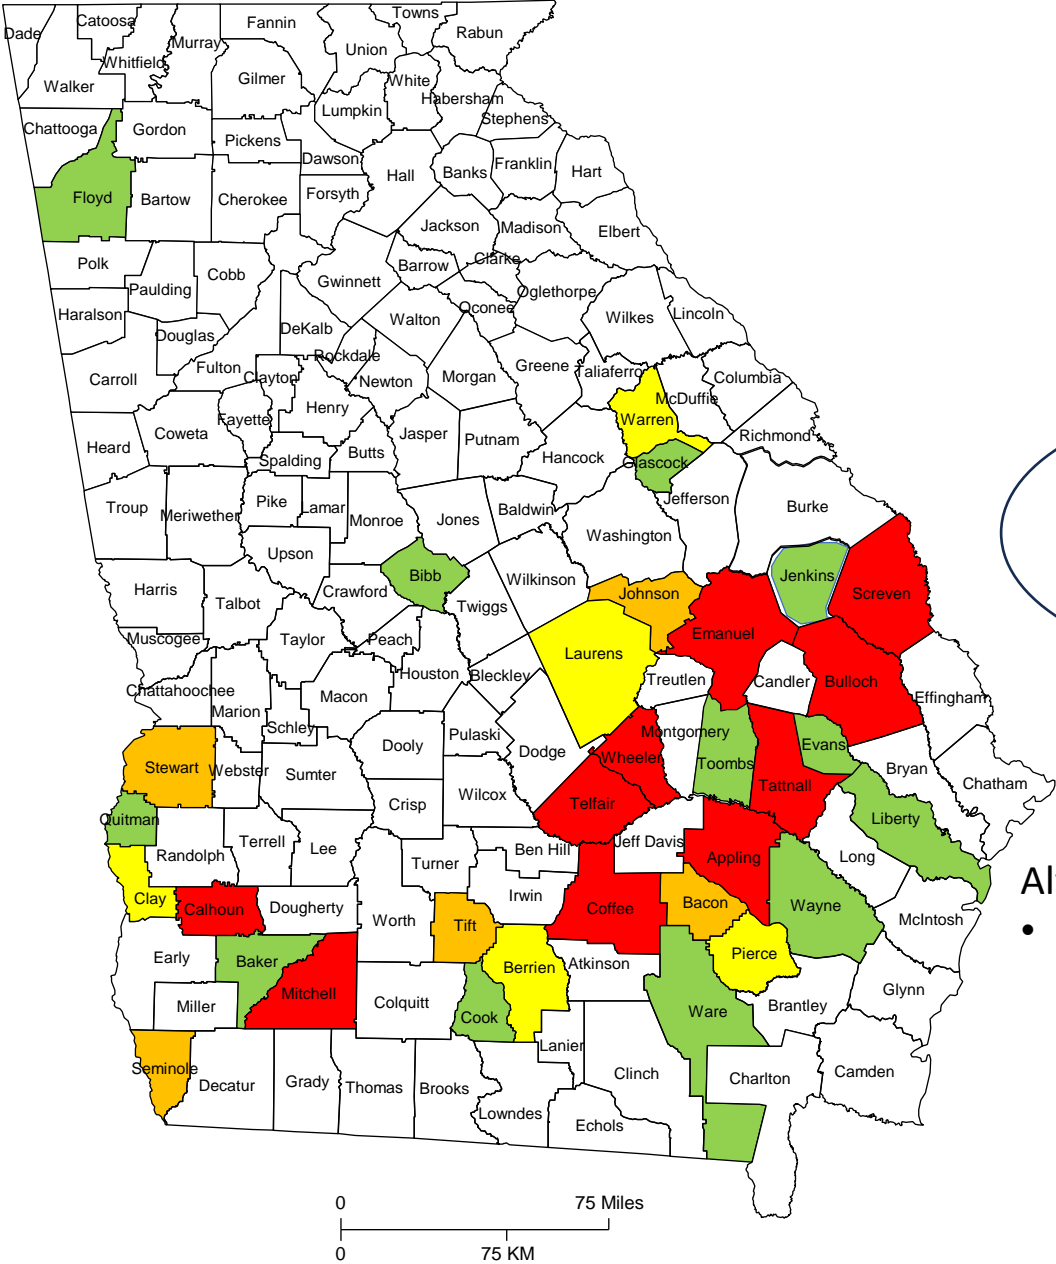 Dade
Catoosa
Fannin
Towns
Rabun
Murray
Union
Whitfield
Walker
Gilmer
White
Lumpkin
Habersham
Stephens
Chattooga
Gordon
Pickens
Dawson
Hall
Banks
Franklin
Hart
Floyd
Bartow
Cherokee
Forsyth
Jackson
Madison
Elbert
Polk
Cobb
Gwinnett
Barrow
Clarke
Paulding
Oglethorpe
Oconee
Haralson
Walton
Wilkes
Lincoln
Douglas
DeKalb
Rockdale
Fulton
Clayton
Newton
Morgan
Greene
Taliaferro
Columbia
Carroll
McDuffie
Henry
Fayette
Warren
Heard
Coweta
Spalding
Butts
Jasper
Putnam
Hancock
Glascock
Richmond
Troup
Meriwether
Pike
Lamar
Monroe
Jones
Baldwin
Jefferson
Burke
Washington
Upson
Bibb
Wilkinson
Jenkins
Harris
Talbot
Crawford
Twiggs
Johnson
Screven
Muscogee
Taylor
Peach
Emanuel
Laurens
Houston
Bleckley
Treutlen
Candler
Bulloch
Chattahoochee
Marion
Macon
Effingham
Schley
Dooly
Pulaski
Dodge
Montgomery
Evans
Stewart
Webster
Sumter
Wheeler
Toombs
Tattnall
Bryan
Chatham
Crisp
Wilcox
Telfair
Quitman
Liberty
Randolph
Terrell
Lee
Turner
Ben Hill
Jeff Davis
Appling
Long
Al
Clay
Calhoun
Dougherty
Worth
Tift
Irwin
Coffee
Bacon
Wayne
McIntosh
•
Early
Baker
Berrien
Atkinson
Pierce
Miller
Mitchell
Colquitt
Cook
Ware
Brantley
Glynn
Seminole
Decatur
Grady
Thomas
Brooks
Lanier
Clinch
Charlton
Camden
Lowndes
Echols
0
75 Miles
0
75 KM